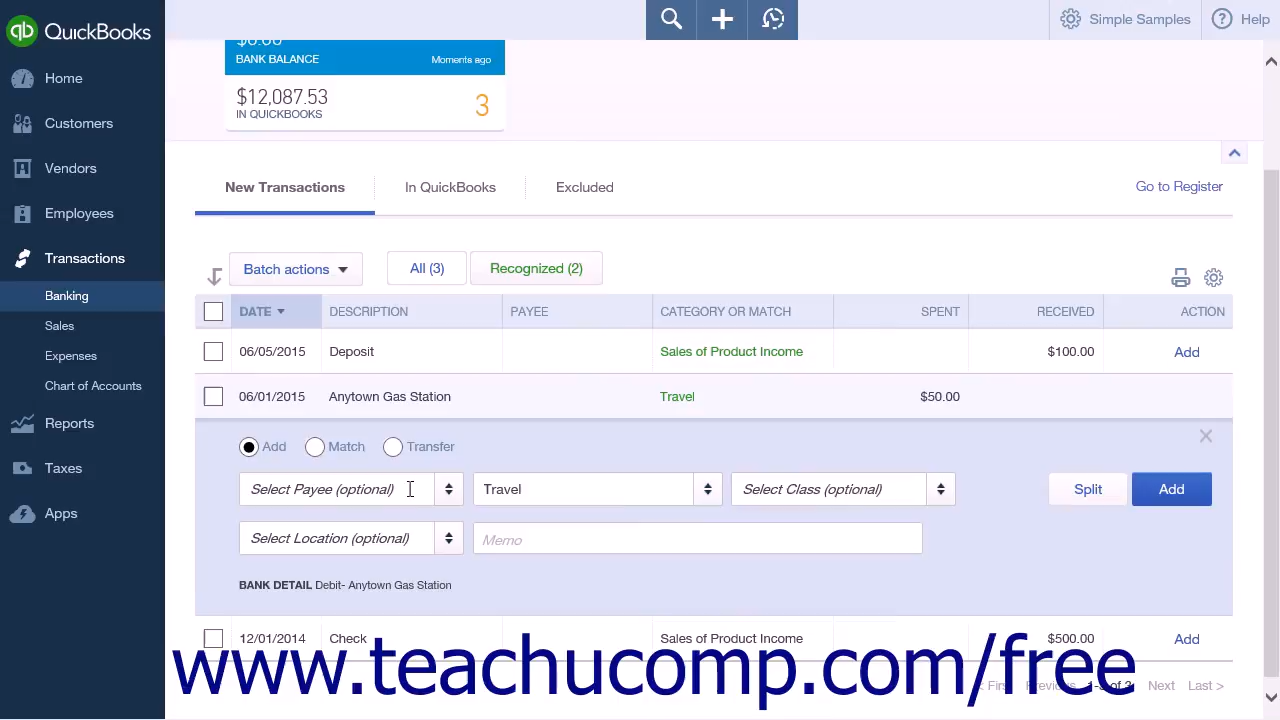 QuickBooks
Simple Samples
Help
Home
Customers
Vendors
Employees
Transactions
Banking
Sales
Expenses
Chart of Accounts
Reports
Taxes
Apps
BANK BALANCE Moments ago
$12,087.53 3
IN QUICKBOOKS
New Transactions In QuickBooks Excluded Go to Register
Batch actions All (3) Recognized (2)
DATE DESCRIPTION PAYEE CATEGORY OR MATCH SPENT RECEIVED ACTION
06/05/2015 Deposit Sales of Product Income $100.00 Add
06/01/2015 Anytown Gas Station Travel $50.00
Add Match Transfer
Select Payee (optional) Travel Select Class (optional) Split Add
Select Location (optional) Memo
BANK DETAIL Debit- Anytown Gas Station
12/01/2014 Check Sales of Product Income $500.00 Add
www.teachucomp.com/free
Next Last >